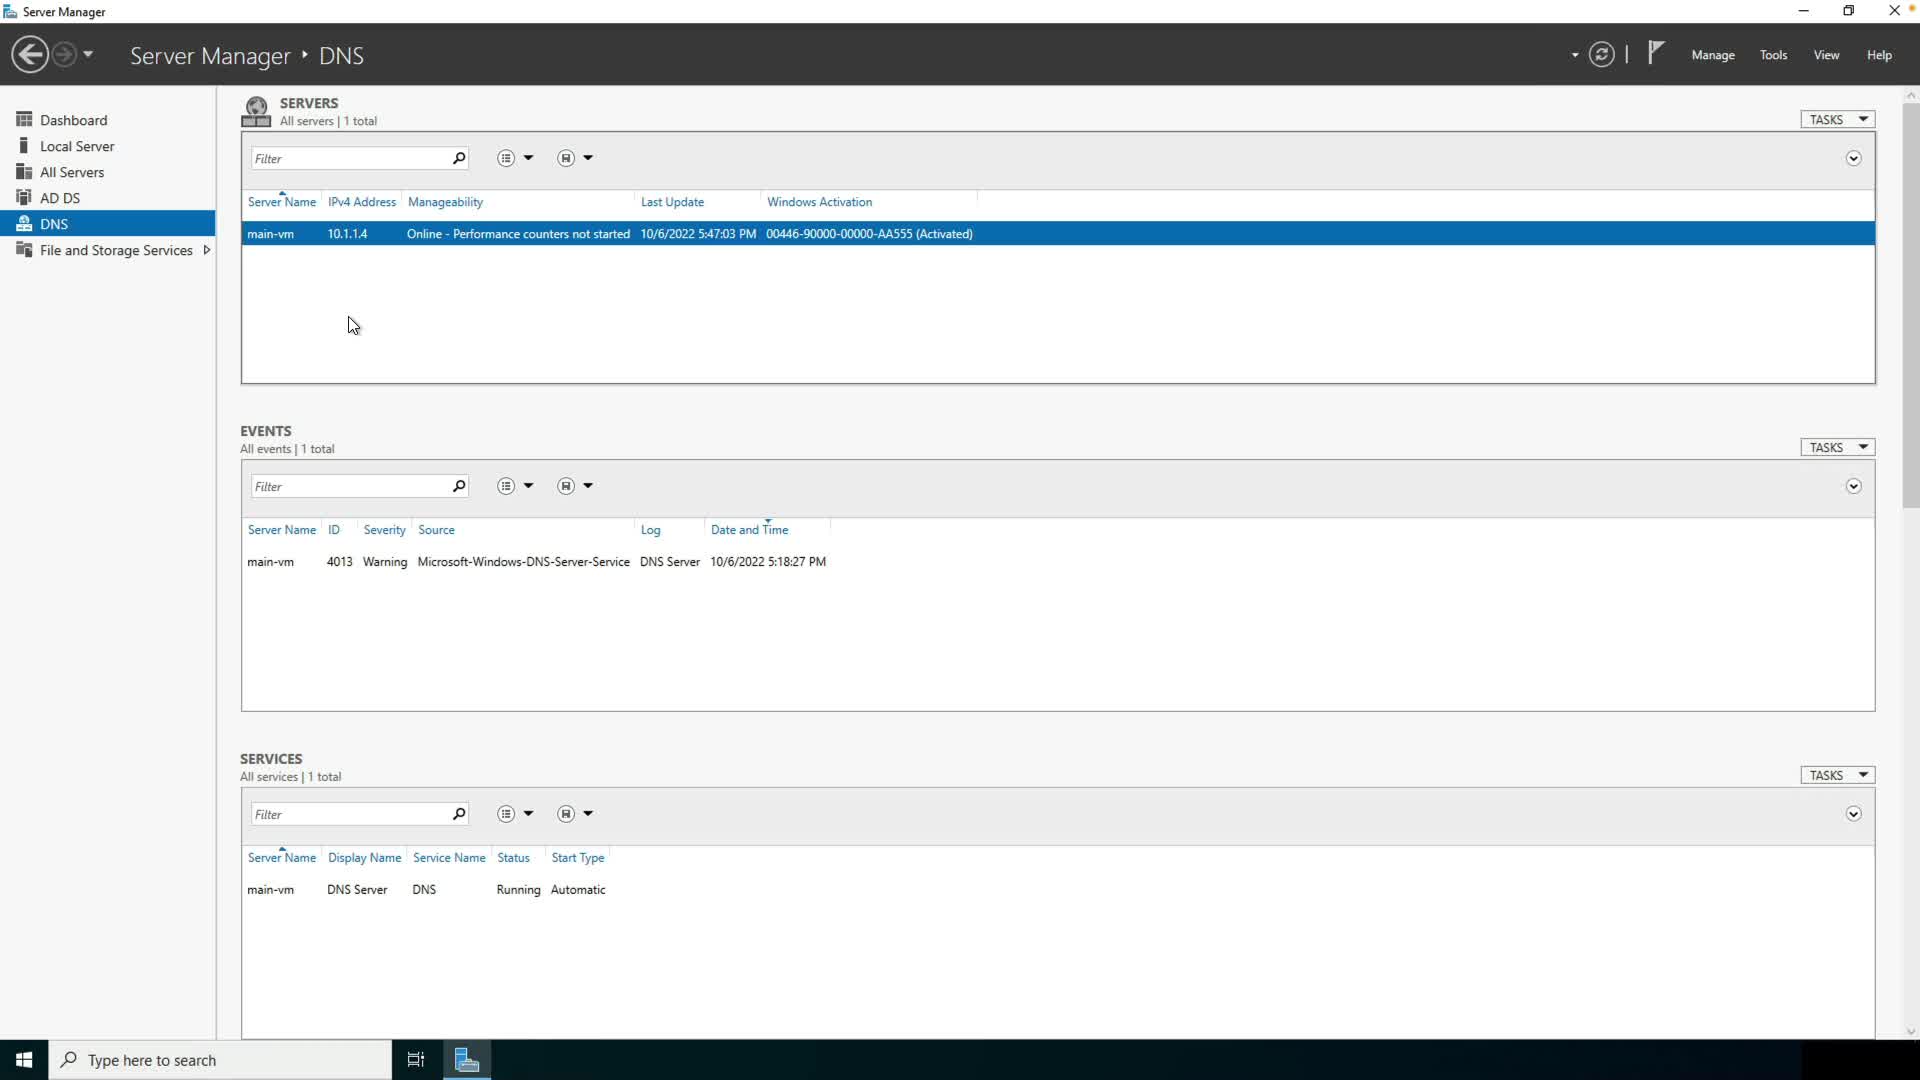 Server Manager
Server Manager ‣ DNS
Manage Tools View Help
Dashboard
Local Server
All Servers
AD DS
DNS
File and Storage Services
SERVERS
All servers | 1 total
TASKS
Filter
Server Name IPv4 Address Manageability Last Update Windows Activation
main-vm 10.1.1.4 Online - Performance counters not started 10/6/2022 5:47:03 PM 00446-90000-00000-AA555 (Activated)
EVENTS
All events | 1 total
TASKS
Filter
Server Name ID Severity Source Log Date and Time
main-vm 4013 Warning Microsoft-Windows-DNS-Server-Service DNS Server 10/6/2022 5:18:27 PM
SERVICES
All services | 1 total
TASKS
Filter
Server Name Display Name Service Name Status Start Type
main-vm DNS Server DNS Running Automatic
Type here to search